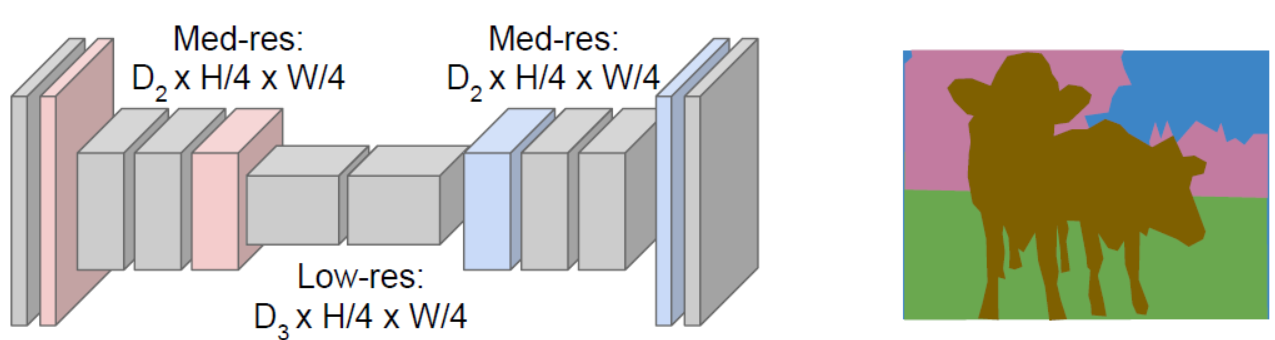 Med-res:
D₂ x H/4 x W/4
Med-res:
D₂ x H/4 x W/4
Low-res:
D₃ x H/4 x W/4